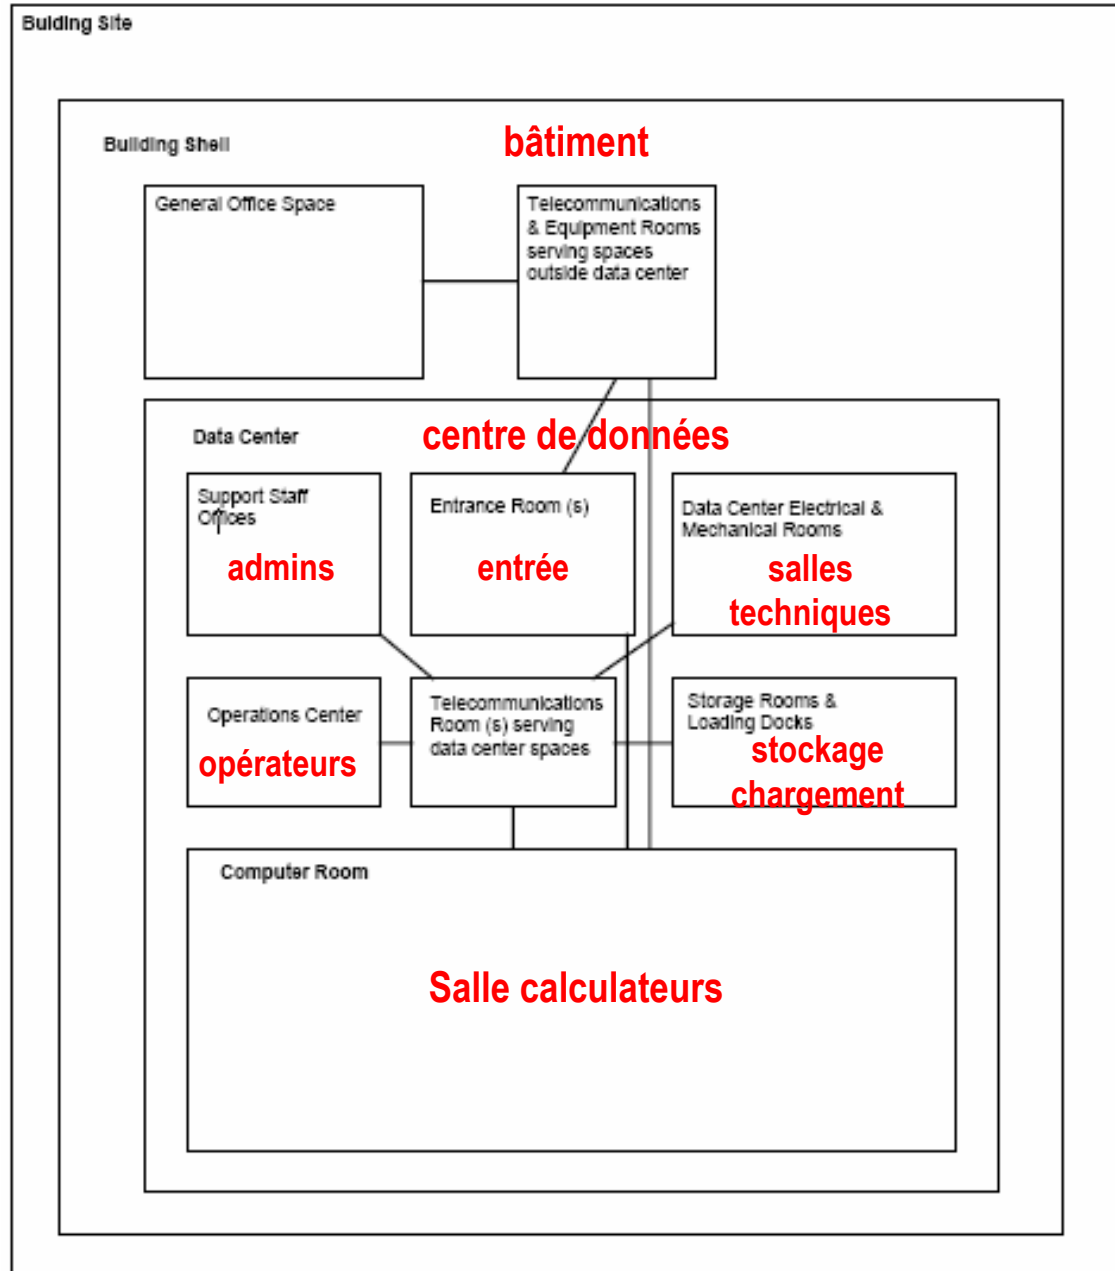 Bulding Site
Building Shell
bâtiment
General Office Space
Telecommunications
& Equipment Rooms
serving spaces
outside data center
Data Center
centre de données
Support Staff
Offices
admins
Entrance Room (s)
entrée
Data Center Electrical &
Mechanical Rooms
salles
techniques
Operations Center
opérateurs
Telecommunications
Room (s) serving
data center spaces
Storage Rooms &
Loading Docks
stockage
chargement
Computer Room
Salle calculateurs